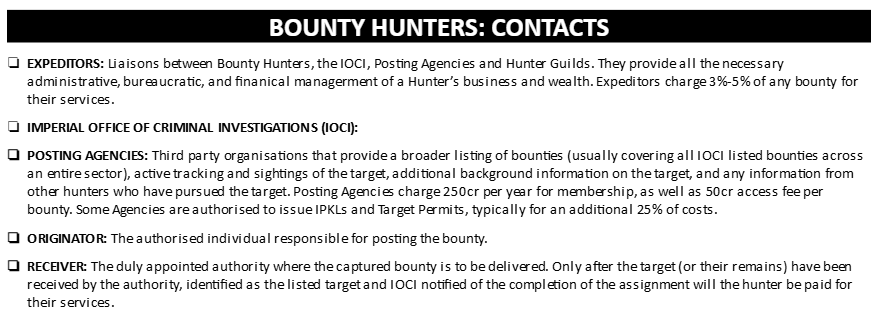 BOUNTY HUNTERS: CONTACTS
❑ EXPEDITORS: Liaisons between Bounty Hunters, the IOCI, Posting Agencies and Hunter Guilds. They provide all the necessary
administrative, bureaucratic, and finanical managerment of a Hunter's business and wealth. Expeditors charge 3%-5% of any bounty for
their services.
❑ IMPERIAL OFFICE OF CRIMINAL INVESTIGATIONS (IOCI):
❑ POSTING AGENCIES: Third party organisations that provide a broader listing of bounties (usually covering all IOCI listed bounties across
an entire sector), active tracking and sightings of the target, additional background information on the target, and any information from
other hunters who have pursued the target. Posting Agencies charge 250cr per year for membership, as well as 50cr access fee per
bounty. Some Agencies are authorised to issue IPKLs and Target Permits, typically for an additional 25% of costs.
❑ ORIGINATOR: The authorised individual responsible for posting the bounty.
❑ RECEIVER: The duly appointed authority where the captured bounty is to be delivered. Only after the target (or their remains) have been
received by the authority, identified as the listed target and IOCI notified of the completion of the assignment will the hunter be paid for
their services.